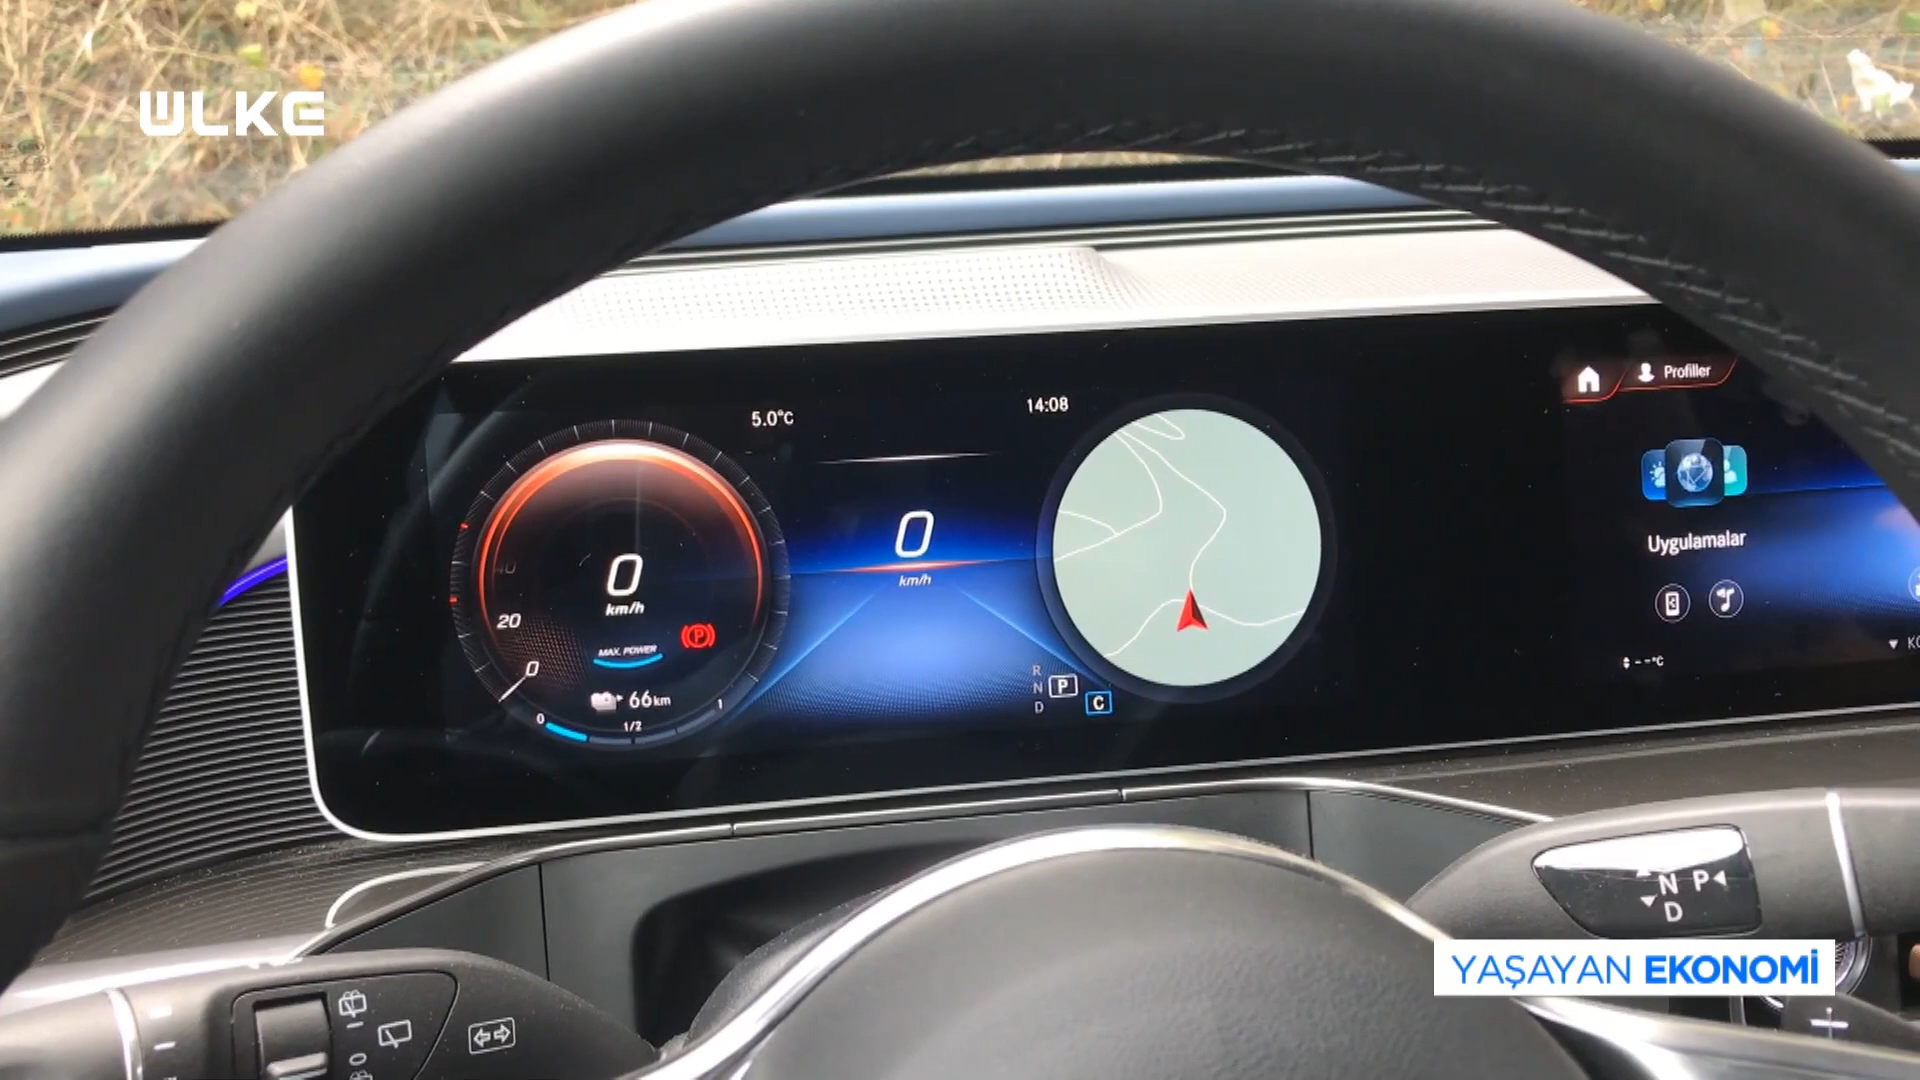 ULKE
5.0°C
14:08
Profiller
0
km/h
0
km/h
20
0
MAX. POWER
P
66km
0
1/2
1
R
N
D
P
C
Uygulamalar
--°C
N
P
D
YAŞAYAN EKONOMİ